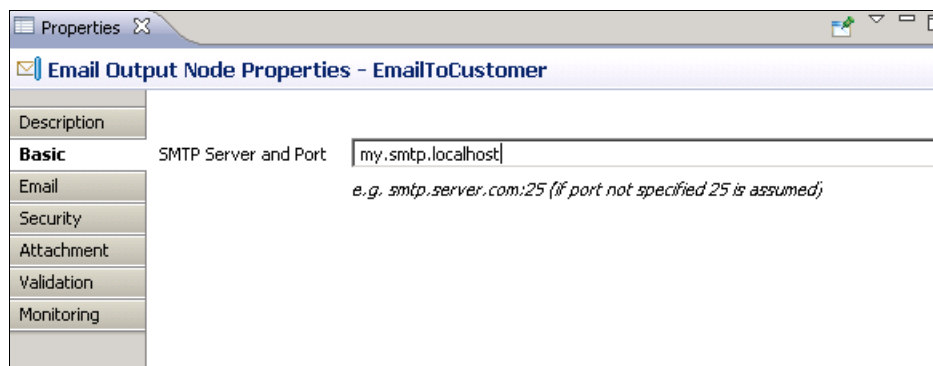 Properties
Email Output Node Properties - EmailToCustomer
Description
Basic
SMTP Server and Port
my.smtp.localhost
Email
e.g. smtp.server.com:25 (if port not specified 25 is assumed)
Security
Attachment
Validation
Monitoring